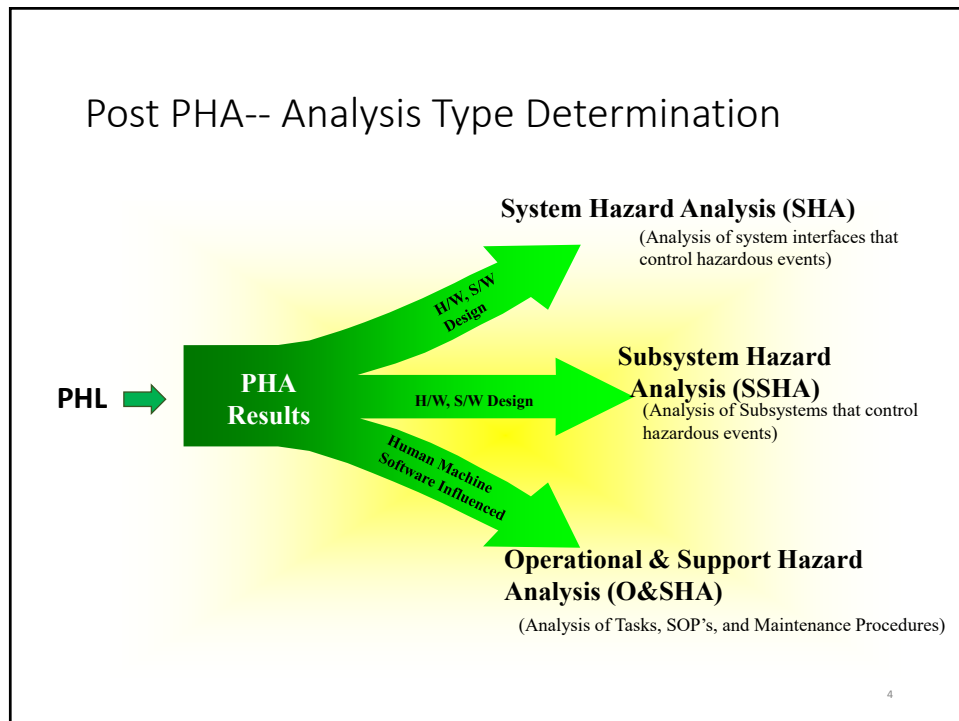 Post PHA-- Analysis Type Determination
System Hazard Analysis (SHA)
(Analysis of system interfaces that
control hazardous events)
H/W, S/W
Design
Subsystem Hazard
Analysis (SSHA)
(Analysis of Subsystems that control
hazardous events)
PHL
PHA
Results
H/W, S/W Design
Human Machine
Software Influenced
Operational & Support Hazard
Analysis (O&SHA)
(Analysis of Tasks, SOP's, and Maintenance Procedures)
4